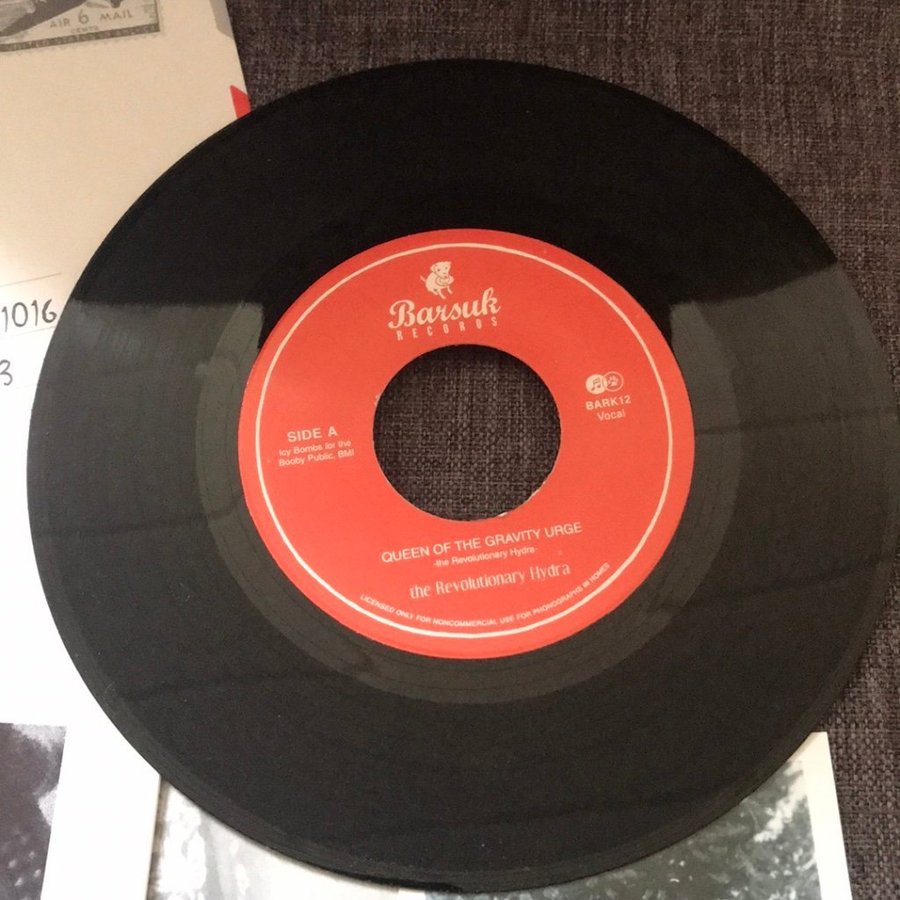 AIR 6 MAIL
CENTS
1016
3
Barsuk
RECORDS
BARK12
Vocal
SIDE A
Icy Bombs for the
Booby Public, BMI
QUEEN OF THE GRAVITY URGE
-the Revolutionary Hydra-
the Revolutionary Hydra
LICENSED ONLY FOR NONCOMMERCIAL USE FOR PHONOGRAPHS IN HOMES